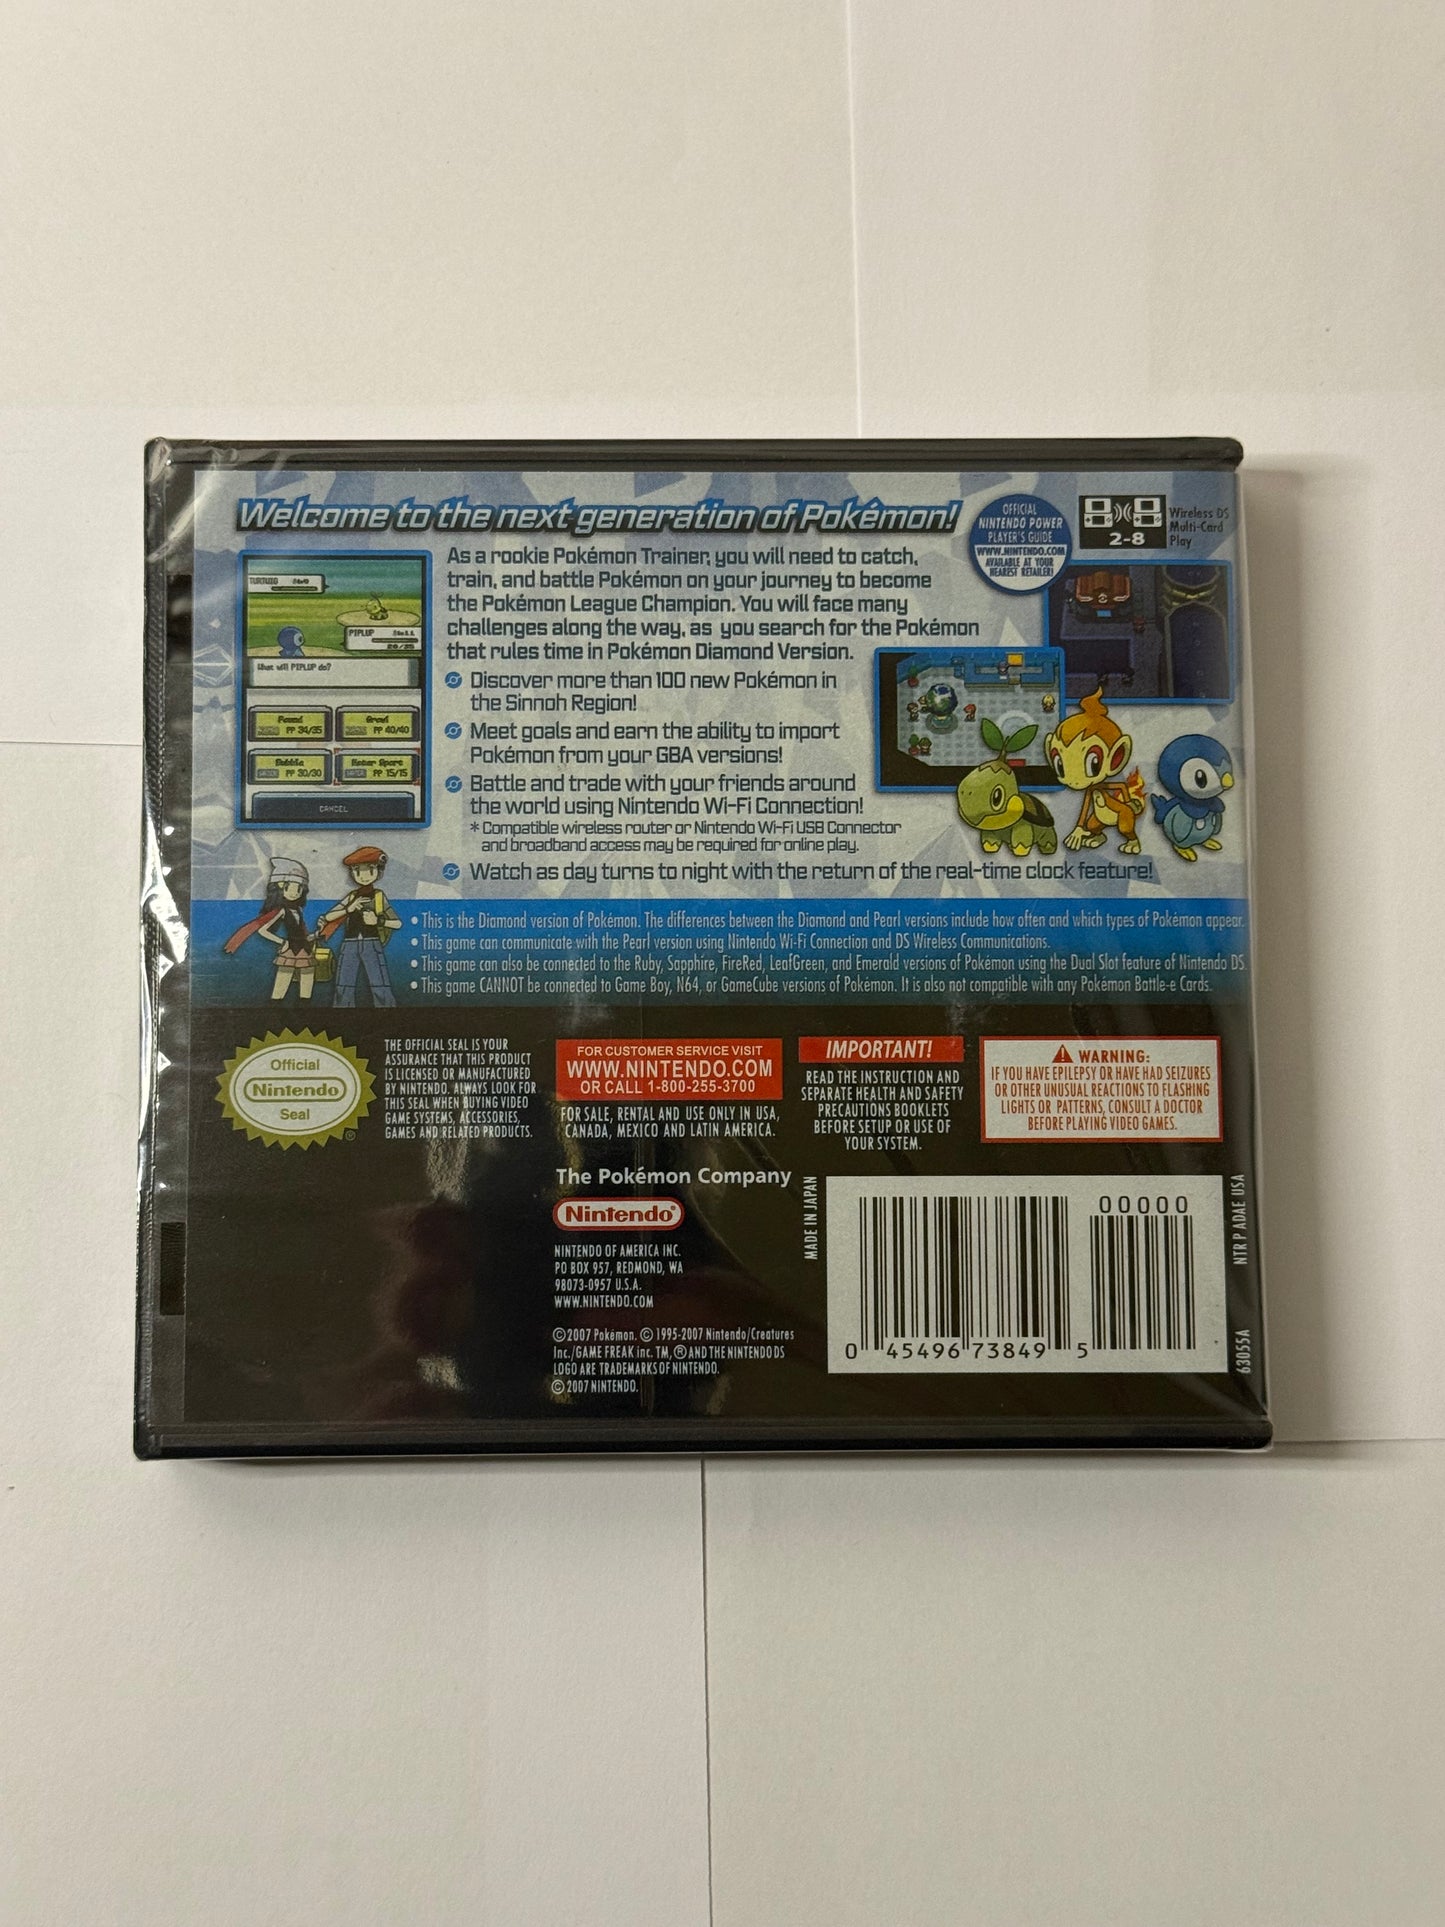 Welcome to the next generation of Pokémon!
OFFICIAL
NINTENDO POWER
PLAYER'S GUIDE
WWW.NINTENDO.COM
AVAILABLE AT YOUR
NEAREST RETAILER!
2-8
Wireless DS
Multi-Card
Play
As a rookie Pokémon Trainer, you will need to catch,
train, and battle Pokémon on your journey to become
the Pokémon League Champion. You will face many
challenges along the way, as you search for the Pokémon
that rules time in Pokémon Diamond Version.
Discover more than 100 new Pokémon in
the Sinnoh Region!
Meet goals and earn the ability to import
Pokémon from your GBA versions!
Battle and trade with your friends around
the world using Nintendo Wi-Fi Connection!
* Compatible wireless router or Nintendo Wi-Fi USB Connector
and broadband access may be required for online play.
Watch as day turns to night with the return of the real-time clock feature!
TURTWIG
PIPLUP
20/35
What will PIPLUP do?
Pound
PP 34/35
Growl
PP 40/40
Bubble
PP 30/30
Water Sport
PP 15/15
CANCEL
• This is the Diamond version of Pokémon. The differences between the Diamond and Pearl versions include how often and which types of Pokémon appear.
• This game can communicate with the Pearl version using Nintendo Wi-Fi Connection and DS Wireless Communications.
• This game can also be connected to the Ruby, Sapphire, FireRed, LeafGreen, and Emerald versions of Pokémon using the Dual Slot feature of Nintendo DS.
• This game CANNOT be connected to Game Boy, N64, or GameCube versions of Pokémon. It is also not compatible with any Pokémon Battle-e Cards.
Official
Nintendo
Seal
THE OFFICIAL SEAL IS YOUR
ASSURANCE THAT THIS PRODUCT
IS LICENSED OR MANUFACTURED
BY NINTENDO. ALWAYS LOOK FOR
THIS SEAL WHEN BUYING VIDEO
GAME SYSTEMS, ACCESSORIES,
GAMES AND RELATED PRODUCTS.
FOR CUSTOMER SERVICE VISIT
WWW.NINTENDO.COM
OR CALL 1-800-255-3700
FOR SALE, RENTAL AND USE ONLY IN USA,
CANADA, MEXICO AND LATIN AMERICA.
IMPORTANT!
READ THE INSTRUCTION AND
SEPARATE HEALTH AND SAFETY
PRECAUTIONS BOOKLETS
BEFORE SETUP OR USE OF
YOUR SYSTEM.
WARNING:
IF YOU HAVE EPILEPSY OR HAVE HAD SEIZURES
OR OTHER UNUSUAL REACTIONS TO FLASHING
LIGHTS OR PATTERNS, CONSULT A DOCTOR
BEFORE PLAYING VIDEO GAMES.
The Pokémon Company
Nintendo®
NINTENDO OF AMERICA INC.
PO BOX 957, REDMOND, WA
98073-0957 U.S.A.
WWW.NINTENDO.COM
©2007 Pokémon. © 1995-2007 Nintendo/Creatures
Inc./GAME FREAK inc. TM, ® AND THE NINTENDO DS
LOGO ARE TRADEMARKS OF NINTENDO.
© 2007 NINTENDO.
MADE IN JAPAN
00000
0 45496 73849 5
NTR P ADAE USA
63055A